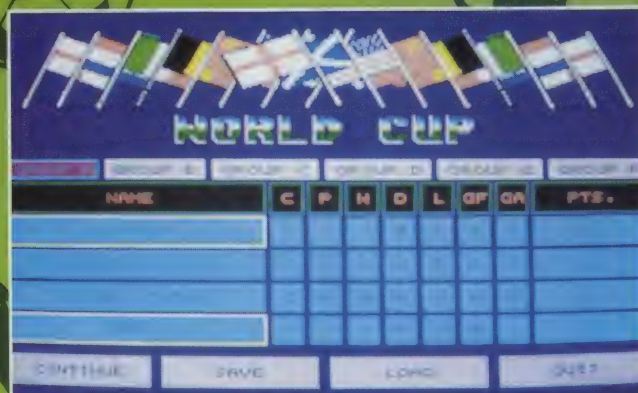 WORLD CUP
GROUP B GROUP C GROUP D GROUP E GROUP F
NAME C P W D L GF GA PTS.
CONTINUE SAVE LOAD QUIT